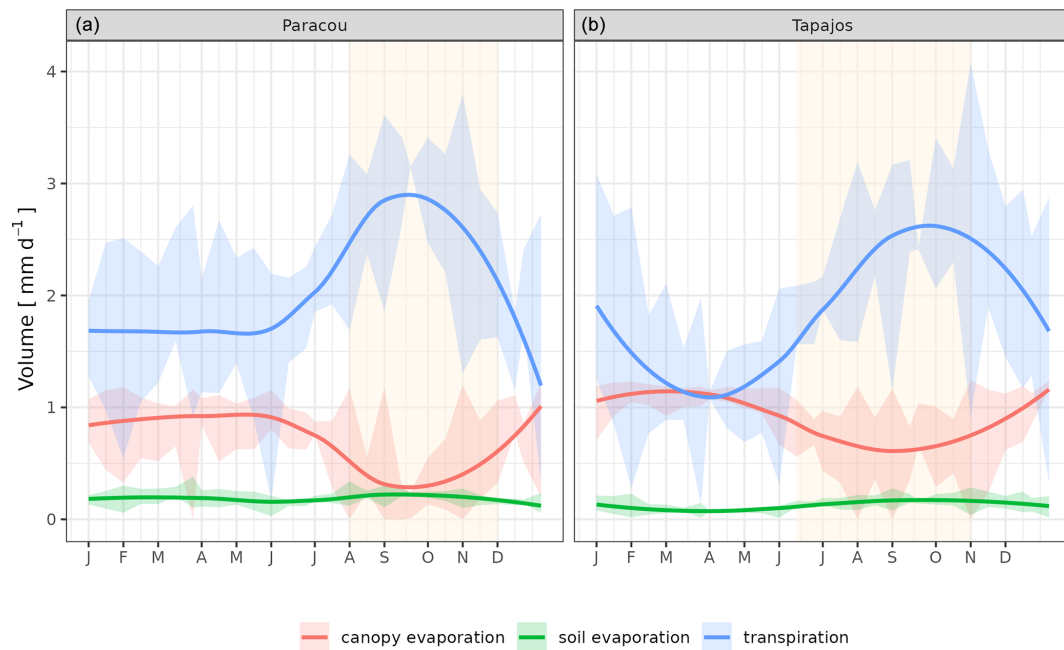 (a) Paracou
(b) Tapajos
Volume [ mm d⁻¹ ]
4
3
2
1
0
J F M A M J J A S O N D
J F M A M J J A S O N D
canopy evaporation soil evaporation transpiration